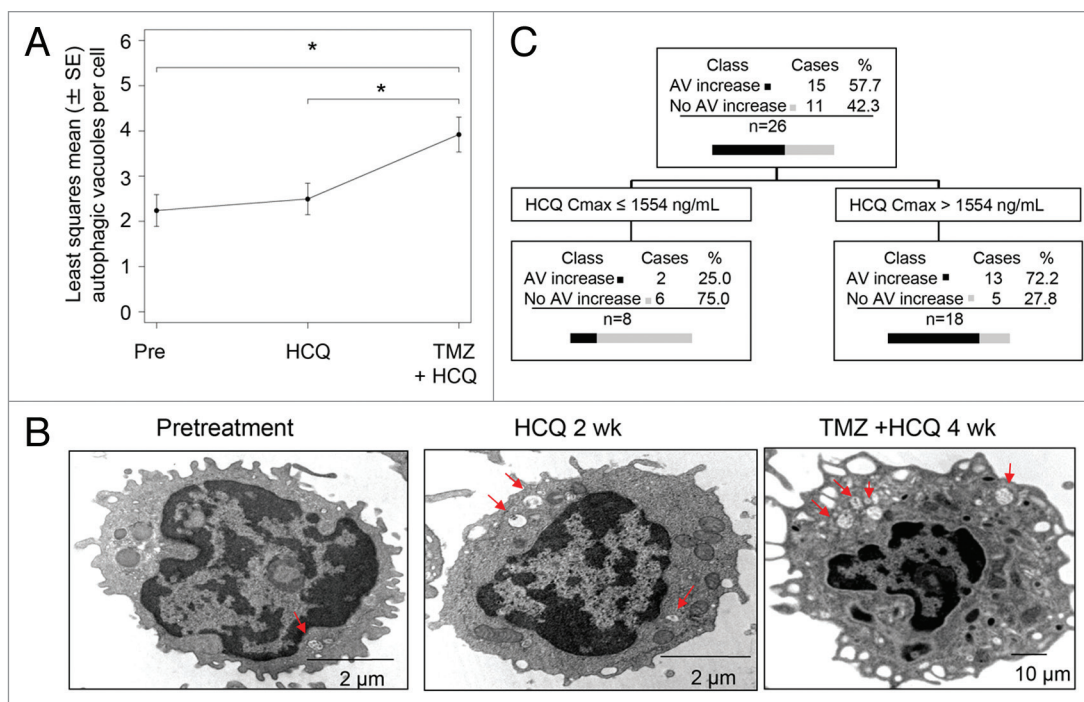 A
Least squares mean (± SE)
autophagic vacuoles per cell
6
5
4
3
2
1
0
*
*
Pre
HCQ
TMZ
+ HCQ
C
Class Cases %
AV increase 15 57.7
No AV increase 11 42.3
n=26
HCQ Cmax ≤ 1554 ng/mL
HCQ Cmax > 1554 ng/mL
Class Cases %
AV increase 2 25.0
No AV increase 6 75.0
n=8
Class Cases %
AV increase 13 72.2
No AV increase 5 27.8
n=18
B
Pretreatment
HCQ 2 wk
TMZ +HCQ 4 wk
2 µm
2 µm
10 µm